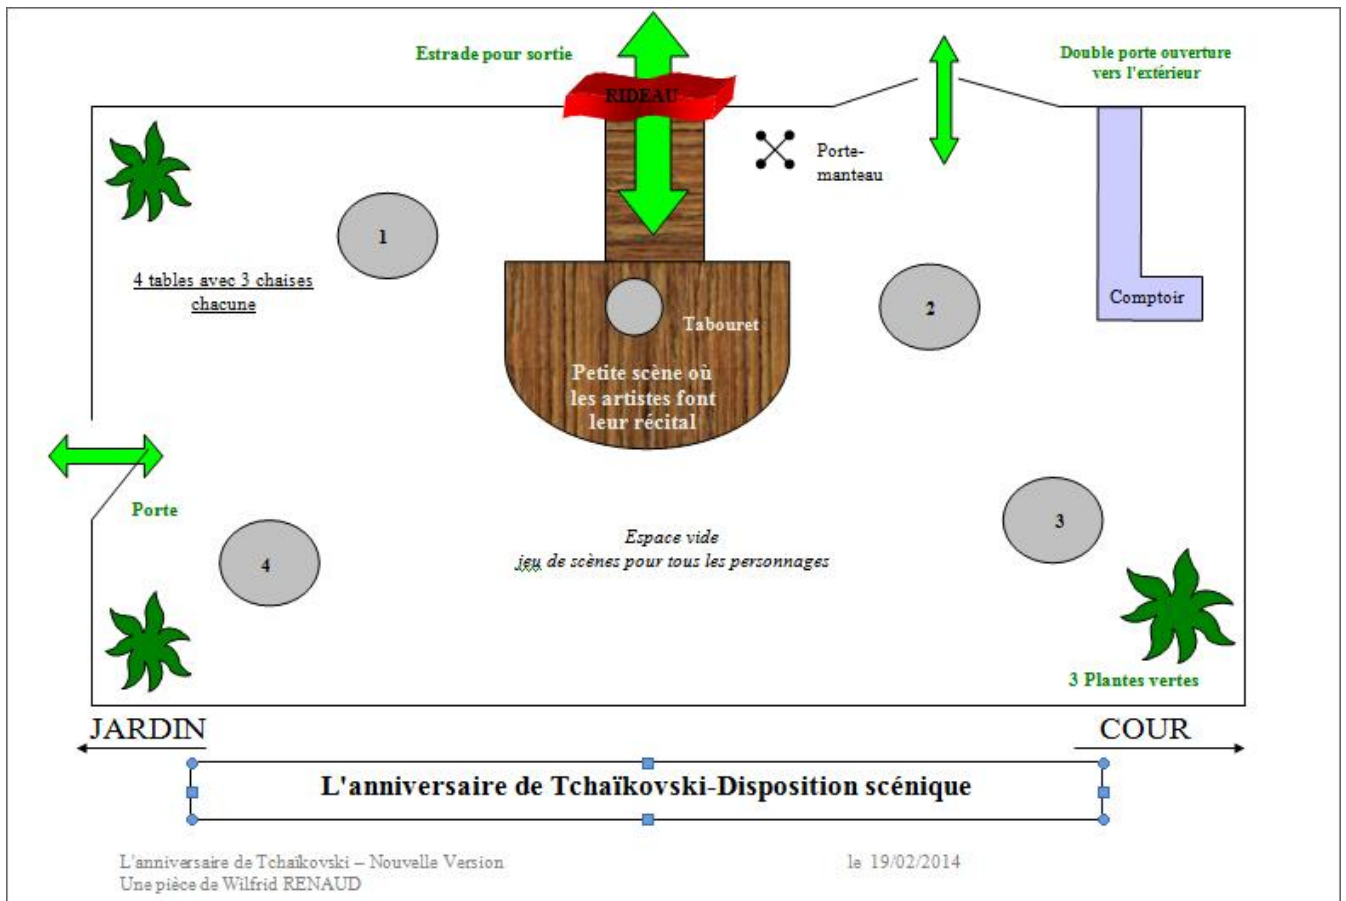 Estrade pour sortie
Double porte ouverture
vers l'extérieur
RIDEAU
Porte-
manteau
1
4 tables avec 3 chaises
chacune
2
Comptoir
Tabouret
Petite scène où
les artistes font
leur récital
Porte
3
Espace vide
jeu de scènes pour tous les personnages
4
3 Plantes vertes
JARDIN
COUR
L'anniversaire de Tchaïkovski-Disposition scénique
L'anniversaire de Tchaïkovski – Nouvelle Version
le 19/02/2014
Une pièce de Wilfrid RENAUD